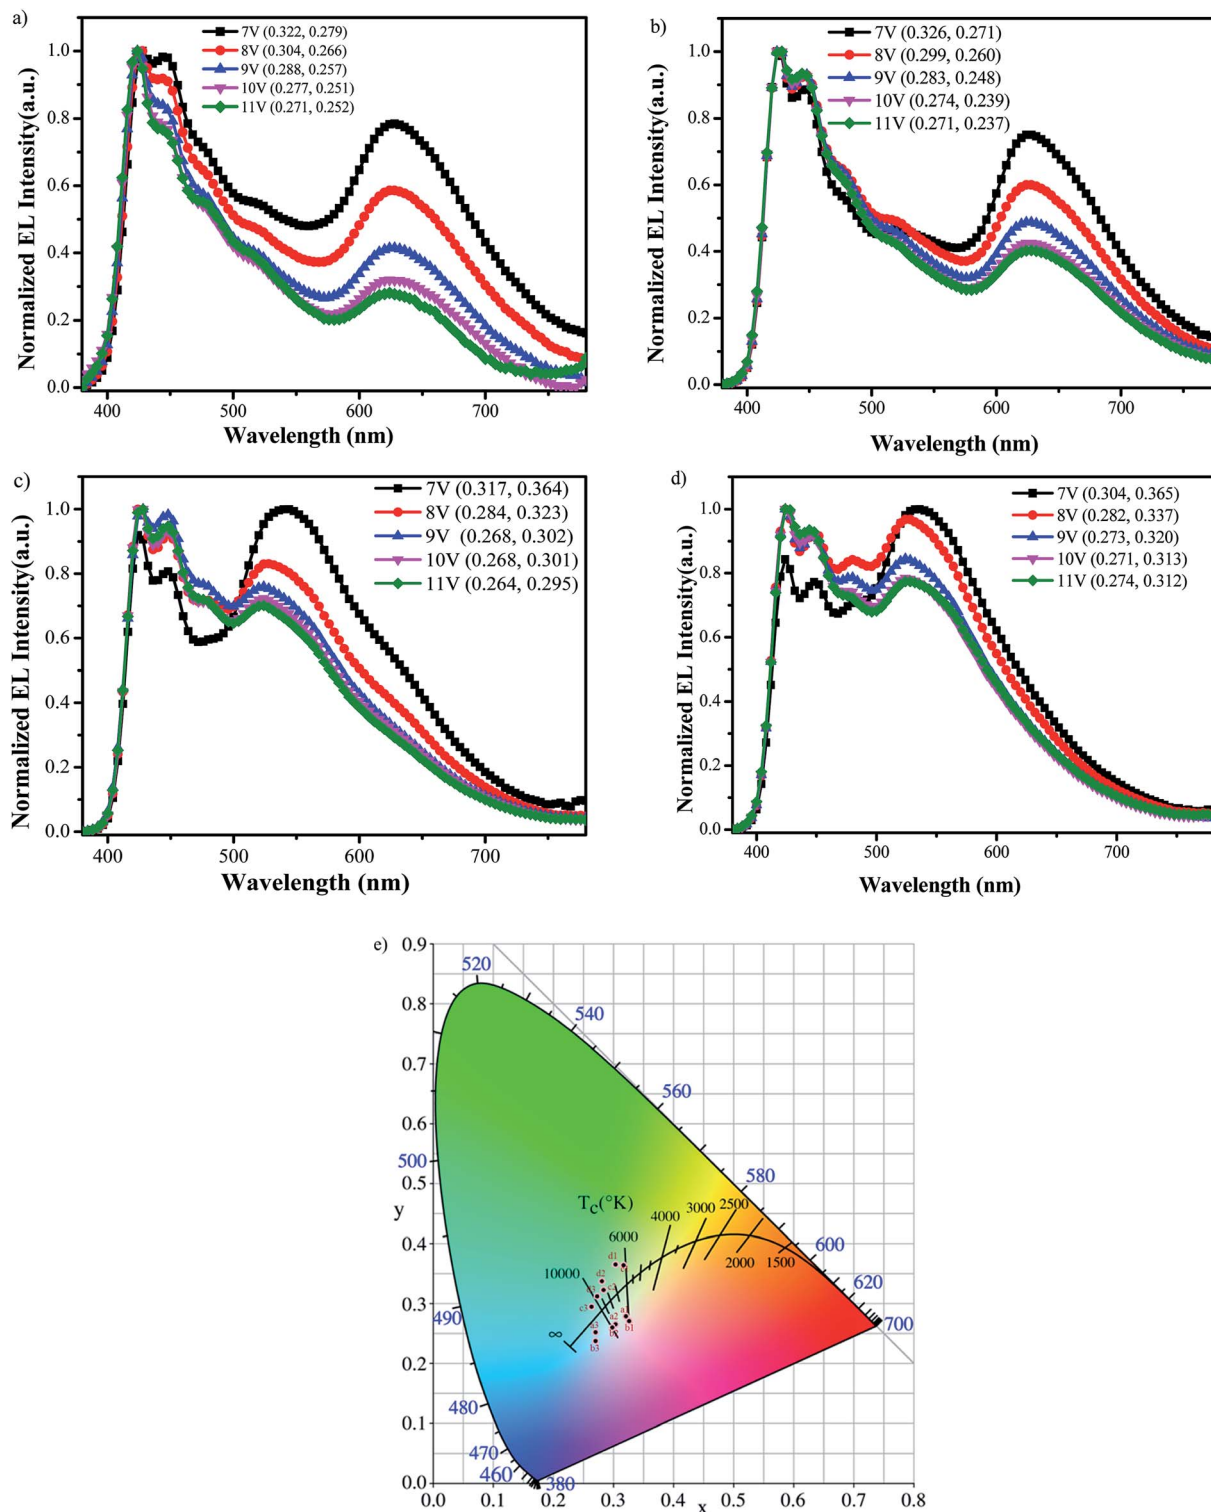 a)
7V (0.322, 0.279)
8V (0.304, 0.266)
9V (0.288, 0.257)
10V (0.277, 0.251)
11V (0.271, 0.252)
Normalized EL Intensity(a.u.)
1.0
0.8
0.6
0.4
0.2
0.0
400 500 600 700
Wavelength (nm)
b)
7V (0.326, 0.271)
8V (0.299, 0.260)
9V (0.283, 0.248)
10V (0.274, 0.239)
11V (0.271, 0.237)
Normalized EL Intensity(a.u.)
1.0
0.8
0.6
0.4
0.2
0.0
400 500 600 700
Wavelength (nm)
c)
7V (0.317, 0.364)
8V (0.284, 0.323)
9V (0.268, 0.302)
10V (0.268, 0.301)
11V (0.264, 0.295)
Normalized EL Intensity(a.u.)
1.0
0.8
0.6
0.4
0.2
0.0
400 500 600 700
Wavelength (nm)
d)
7V (0.304, 0.365)
8V (0.282, 0.337)
9V (0.273, 0.320)
10V (0.271, 0.313)
11V (0.274, 0.312)
Normalized EL Intensity(a.u.)
1.0
0.8
0.6
0.4
0.2
0.0
400 500 600 700
Wavelength (nm)
e)
0.9
0.8
0.7
0.6
0.5
y
0.4
0.3
0.2
0.1
0.0
0.0 0.1 0.2 0.3 0.4 0.5 0.6 0.7 0.8
x
520
540
560
580
600
620
700
500
490
480
470
460
380
Tc(°K)
∞
10000
6000
4000
3000
2500
2000
1500
d1
d2
c2
c3
a1
a2
b1
a3
b3